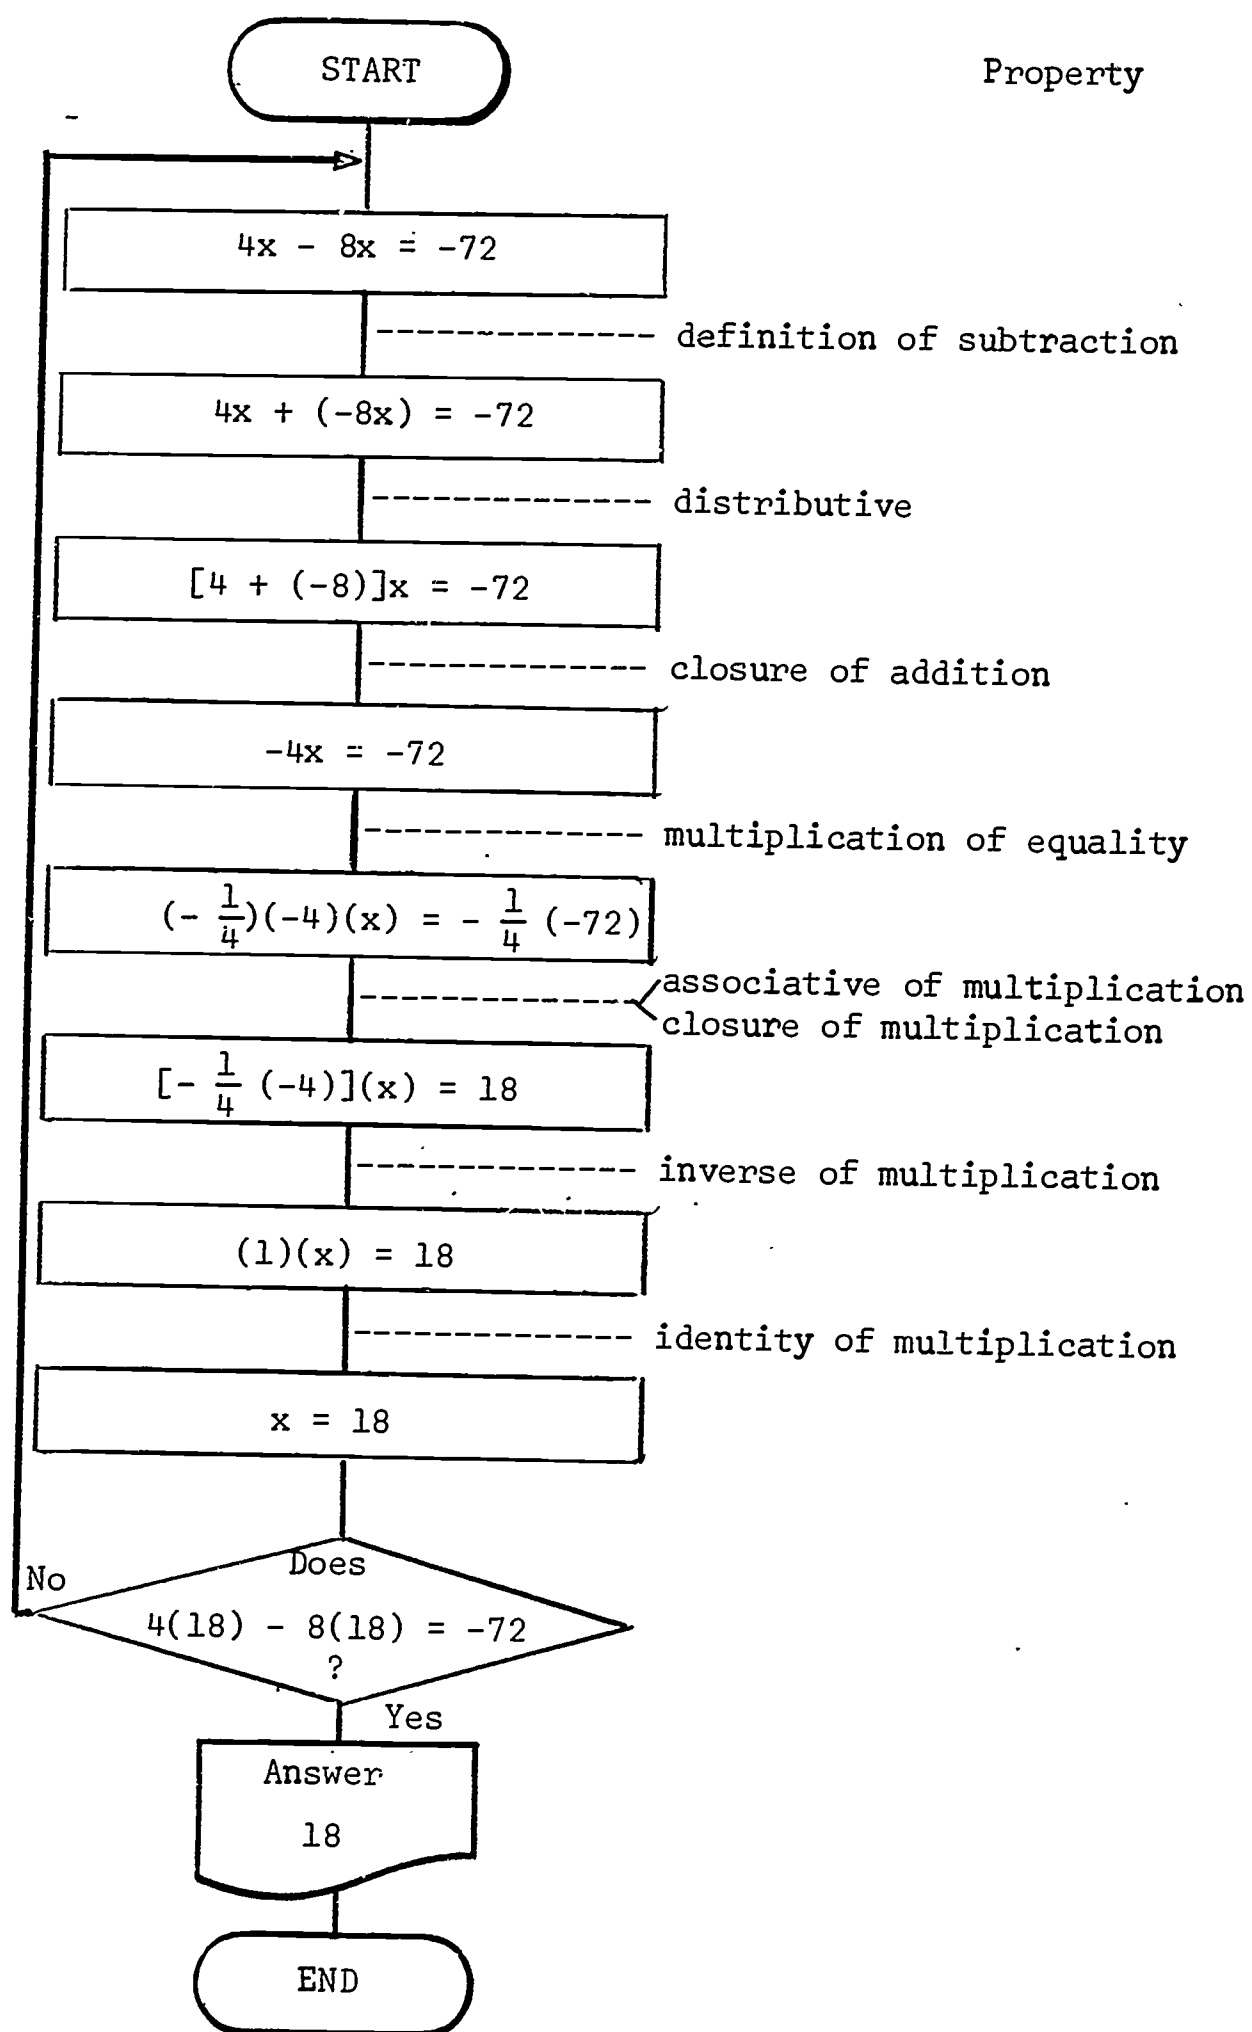 START
Property
4x - 8x = -72
definition of subtraction
4x + (-8x) = -72
distributive
[4 + (-8)]x = -72
closure of addition
-4x = -72
multiplication of equality
(- 1/4)(-4)(x) = - 1/4 (-72)
associative of multiplication
closure of multiplication
[- 1/4 (-4)](x) = 18
inverse of multiplication
(1)(x) = 18
identity of multiplication
x = 18
Does
No
4(18) - 8(18) = -72
?
Yes
Answer
18
END